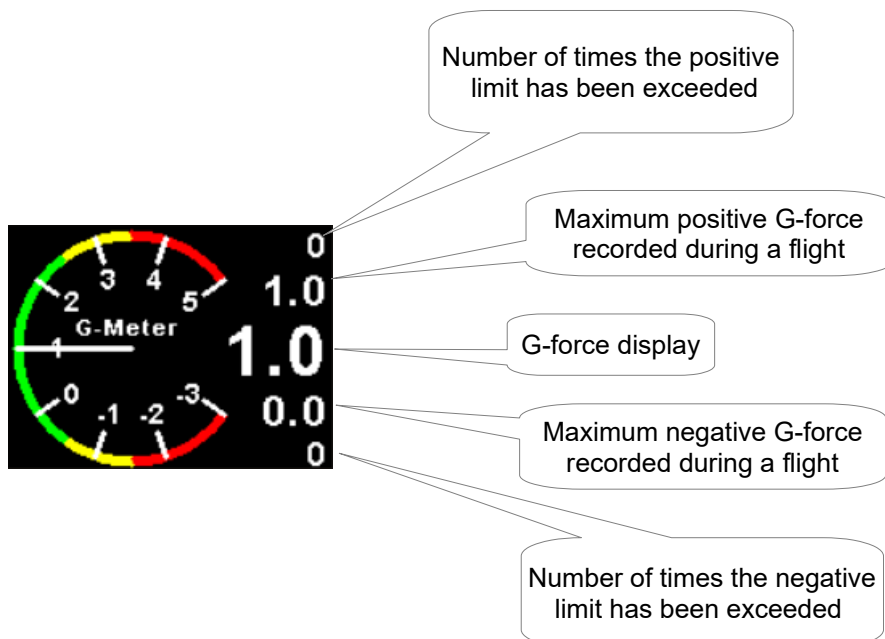 Number of times the positive
limit has been exceeded
Maximum positive G-force
recorded during a flight
G-force display
Maximum negative G-force
recorded during a flight
Number of times the negative
limit has been exceeded
0
1.0
1.0
0.0
0
G-Meter
5
4
3
2
1
0
-1
-2
-3